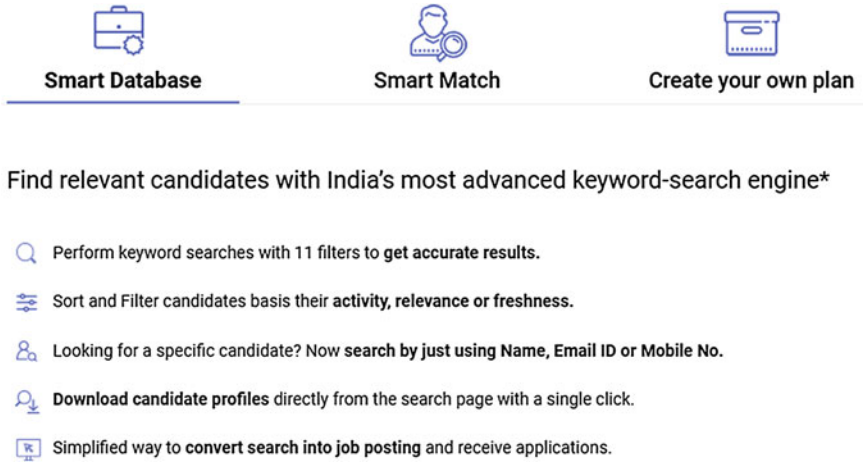 Smart Database
Smart Match
Create your own plan
Find relevant candidates with India's most advanced keyword-search engine*
Perform keyword searches with 11 filters to get accurate results.
Sort and Filter candidates basis their activity, relevance or freshness.
Looking for a specific candidate? Now search by just using Name, Email ID or Mobile No.
Download candidate profiles directly from the search page with a single click.
Simplified way to convert search into job posting and receive applications.